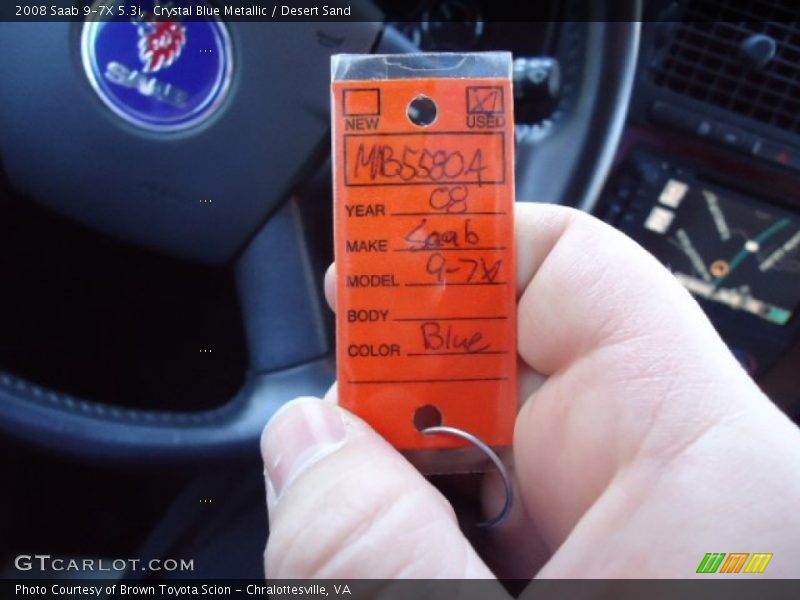 2008 Saab 9-7X 5.3i,  Crystal Blue Metallic / Desert Sand
SAAB
NEW USED
MB5580A
YEAR 08
MAKE Saab
MODEL 9-7X
BODY
COLOR Blue
GTCARLOT.COM
Photo Courtesy of Brown Toyota Scion - Chralottesville, VA